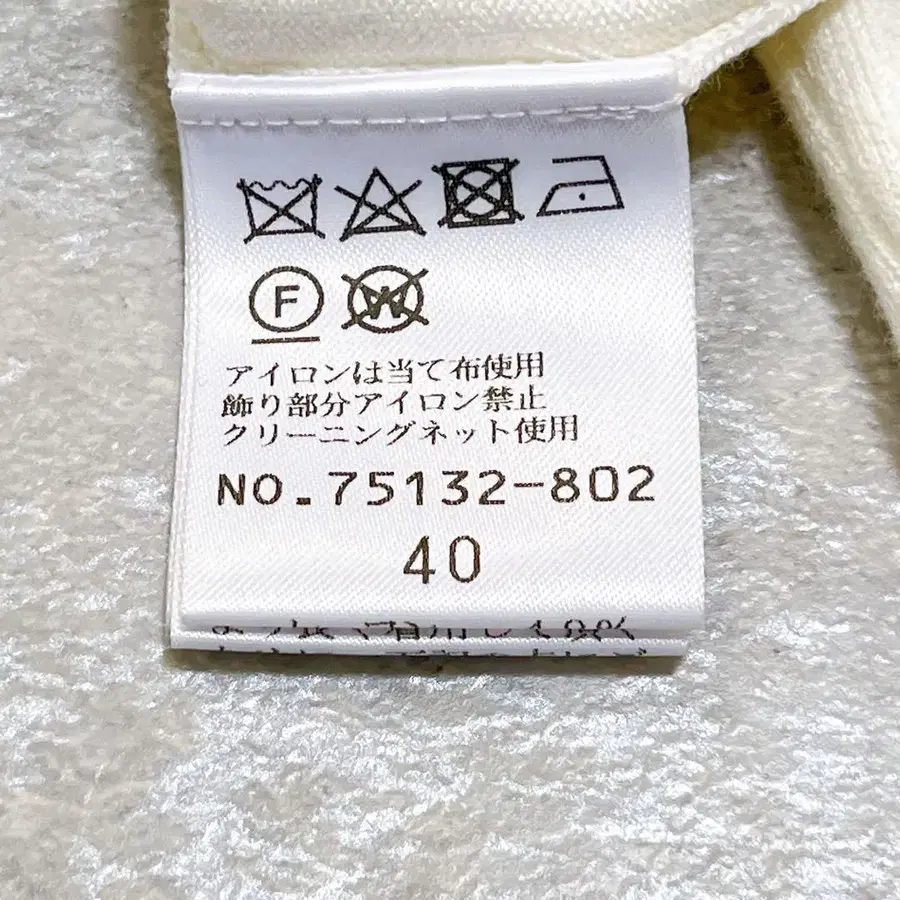 F
W
アイロンは当て布使用
飾り部分アイロン禁止
クリーニングネット使用
NO.75132-802
40